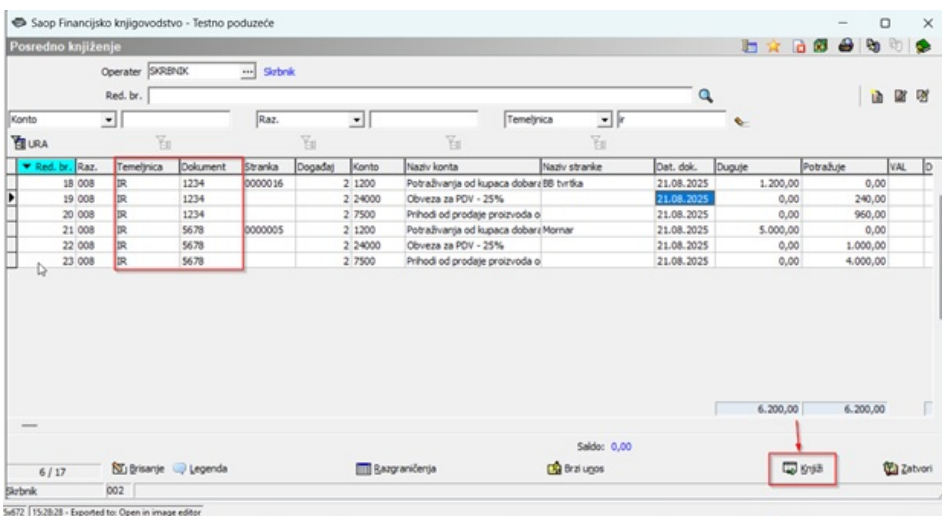 Saop Financijsko knjigovodstvo - Testno poduzeće
Posredno knjiženje
Operater SKRBNIK ... Skrbnik
Red. br.
Konto Raz. Temeljnica ir
URA
Red. br. Raz. Temeljnica Dokument Stranka Događaj Konto Naziv konta Naziv stranke Dat. dok. Duguje Potražuje VAL D
18 008 IR 1234 0000016 2 1200 Potraživanja od kupaca dobara BB tvrtka 21.08.2025 1.200,00 0,00
19 008 IR 1234 2 24000 Obveza za PDV - 25% 21.08.2025 0,00 240,00
20 008 IR 1234 2 7500 Prihodi od prodaje proizvoda o 21.08.2025 0,00 960,00
21 008 IR 5678 0000005 2 1200 Potraživanja od kupaca dobara Mornar 21.08.2025 5.000,00 0,00
22 008 IR 5678 2 24000 Obveza za PDV - 25% 21.08.2025 0,00 1.000,00
23 008 IR 5678 2 7500 Prihodi od prodaje proizvoda o 21.08.2025 0,00 4.000,00
6.200,00 6.200,00
Saldo: 0,00
6 / 17 Brisanje Legenda Razgraničenja Brzi unos Knjiži Zatvori
Skrbnik 002
5x672 15:28:28 - Exported to: Open in image editor